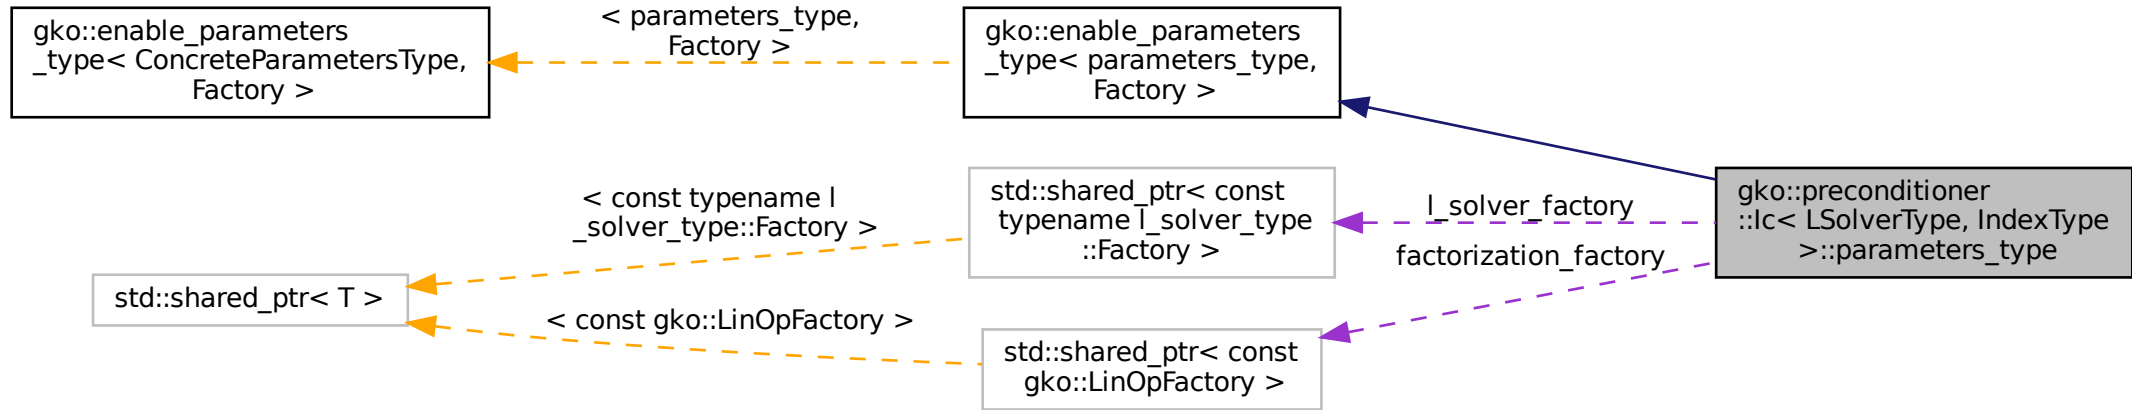 gko::enable_parameters
_type< ConcreteParametersType,
Factory >
< parameters_type,
Factory >
gko::enable_parameters
_type< parameters_type,
Factory >
std::shared_ptr< T >
< const typename l
_solver_type::Factory >
< const gko::LinOpFactory >
std::shared_ptr< const
typename l_solver_type
::Factory >
std::shared_ptr< const
gko::LinOpFactory >
l_solver_factory
factorization_factory
gko::preconditioner
::Ic< LSolverType, IndexType
>::parameters_type